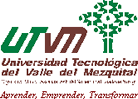 UTVM
Universidad Tecnológica
del Valle del Mezquital
Aprender, Emprender, Transformar